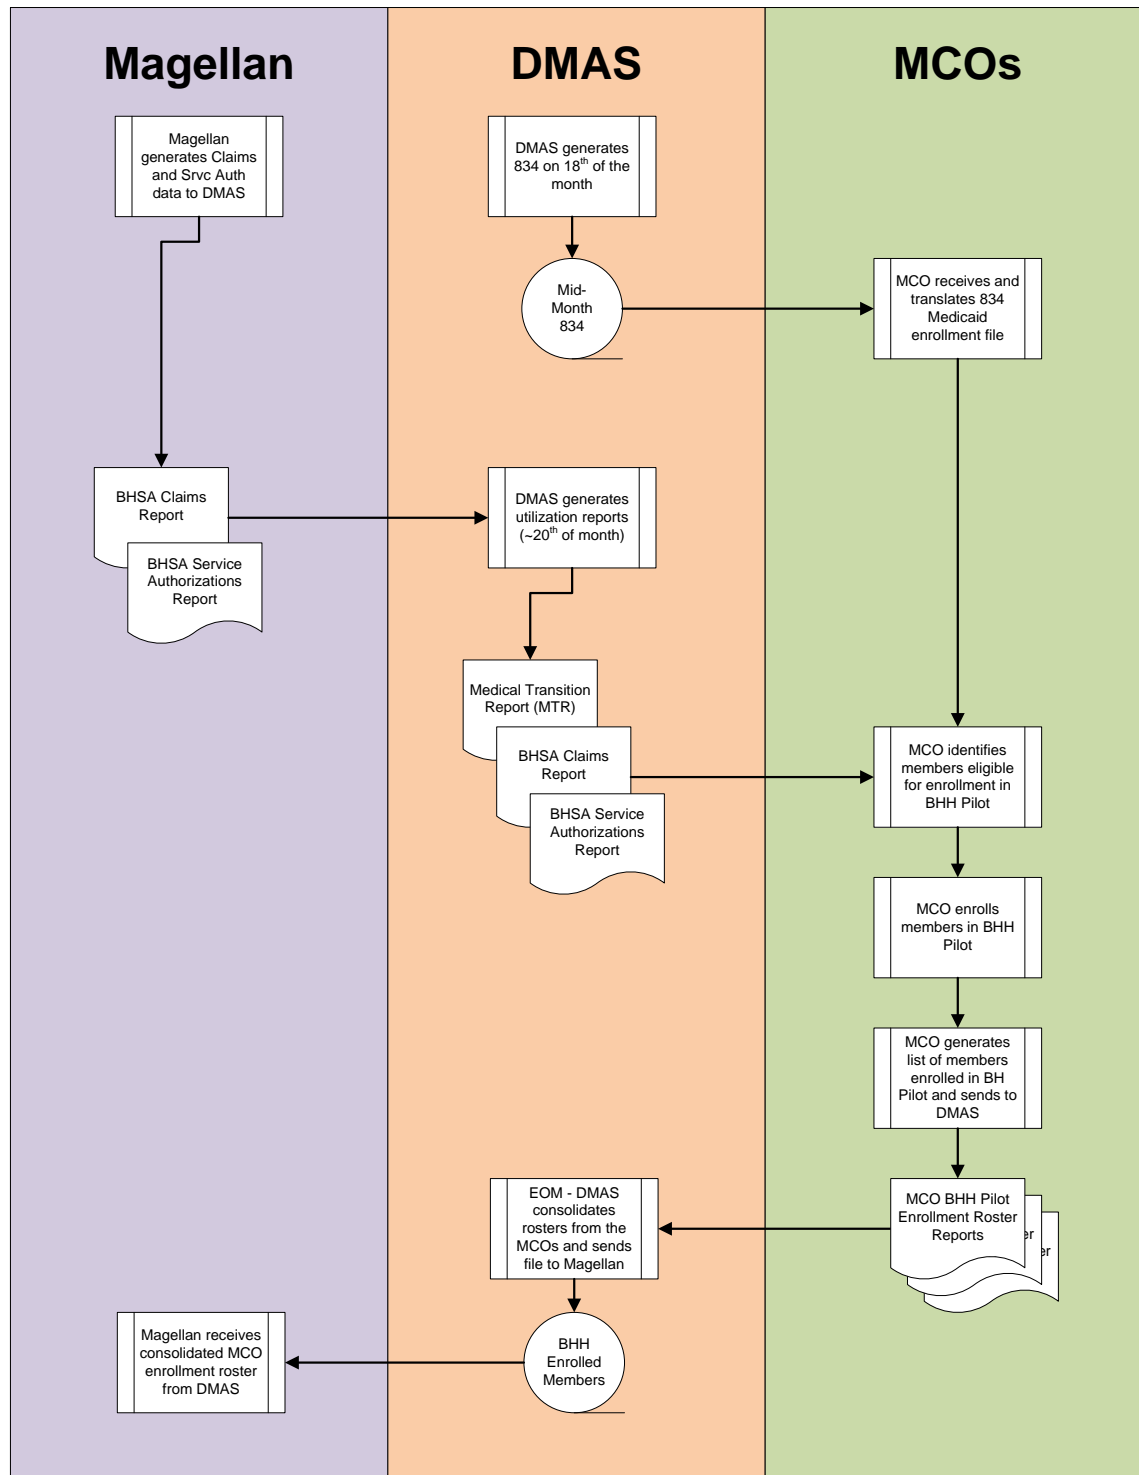 Magellan
DMAS
MCOs
Magellan
generates Claims
and Srvc Auth
data to DMAS
DMAS generates
834 on 18th of the
month
Mid-
Month
834
MCO receives and
translates 834
Medicaid
enrollment file
BHSA Claims
Report
BHSA Service
Authorizations
Report
DMAS generates
utilization reports
(~20th of month)
Medical Transition
Report (MTR)
BHSA Claims
Report
BHSA Service
Authorizations
Report
MCO identifies
members eligible
for enrollment in
BHH Pilot
MCO enrolls
members in BHH
Pilot
MCO generates
list of members
enrolled in BH
Pilot and sends to
DMAS
MCO BHH Pilot
Enrollment Roster
Reports
er
er
EOM - DMAS
consolidates
rosters from the
MCOs and sends
file to Magellan
BHH
Enrolled
Members
Magellan receives
consolidated MCO
enrollment roster
from DMAS